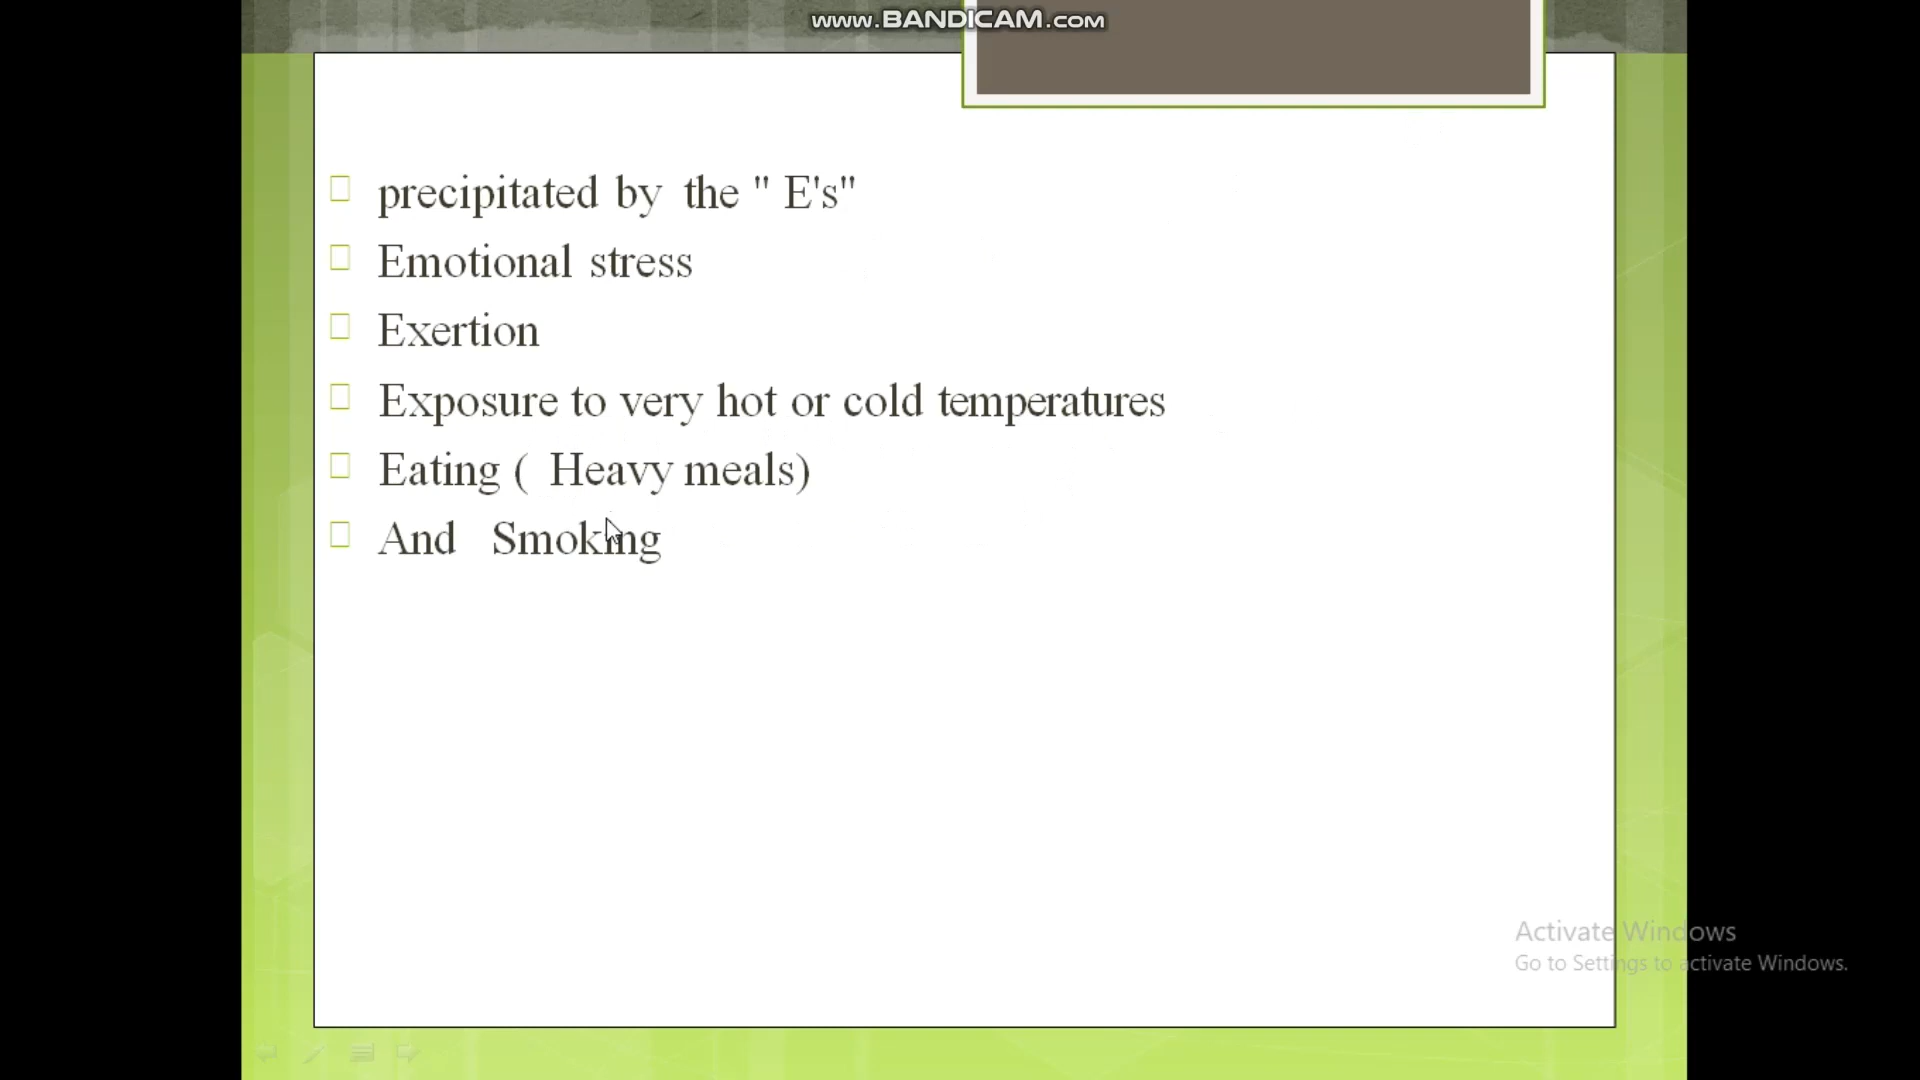 www.BANDICAM.com
precipitated by the " E's"
Emotional stress
Exertion
Exposure to very hot or cold temperatures
Eating ( Heavy meals)
And Smoking
Activate Windows
Go to Settings to activate Windows.